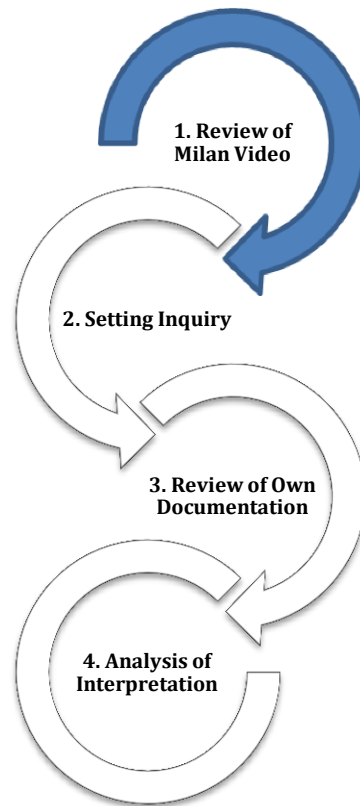 1. Review of
Milan Video
2. Setting Inquiry
3. Review of Own
Documentation
4. Analysis of
Interpretation